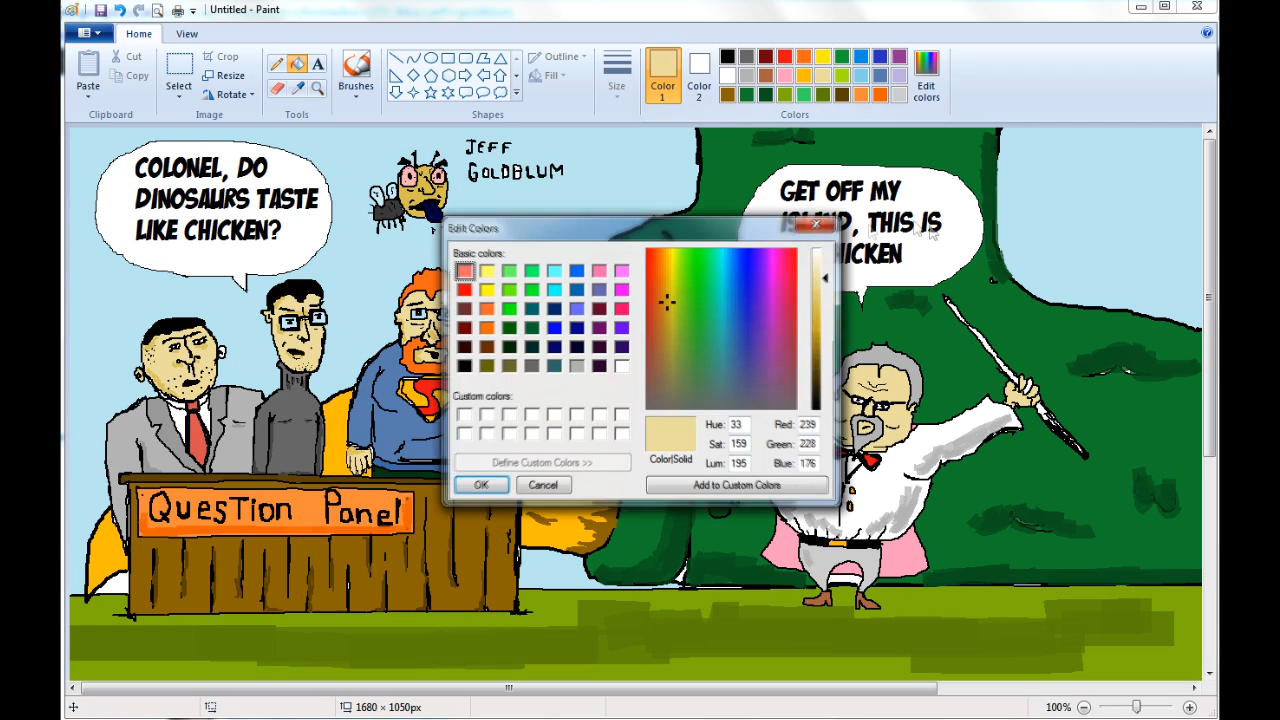 Untitled - Paint
Home
View
Paste
Cut
Copy
Clipboard
Select
Crop
Resize
Rotate
Image
A
Tools
Brushes
Outline
Fill
Shapes
Size
Color 1
Color 2
Edit colors
Colors
COLONEL, DO
DINOSAURS TASTE
LIKE CHICKEN?
JEFF
GOLDBLUM
GET OFF MY
THIS IS
Question Panel
S
Edit Colors
Basic colors:
Custom colors:
Define Custom Colors >>
OK
Cancel
Color|Solid
Hue: 33
Sat: 159
Lum: 195
Red: 239
Green: 228
Blue: 176
Add to Custom Colors
1680 × 1050px
100%